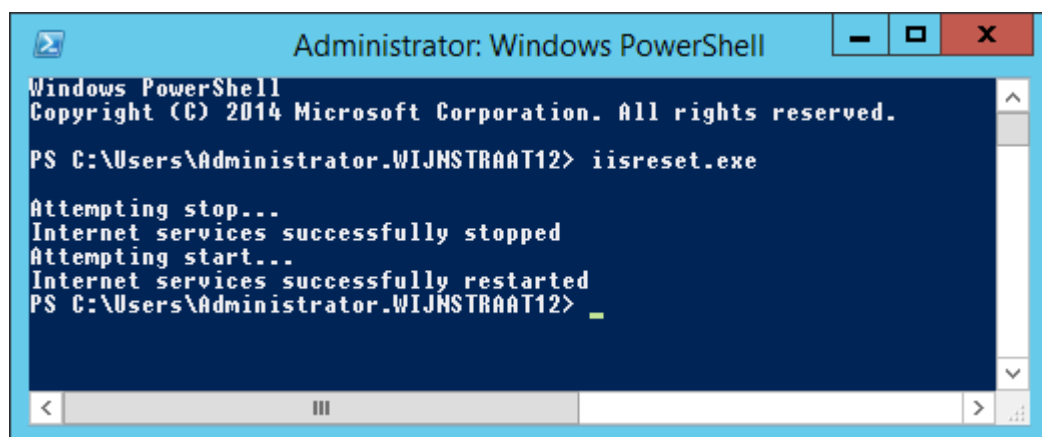 Administrator: Windows PowerShell
Windows PowerShell
Copyright (C) 2014 Microsoft Corporation. All rights reserved.
PS C:\Users\Administrator.WIJNSTRAAT12> iisreset.exe
Attempting stop...
Internet services successfully stopped
Attempting start...
Internet services successfully restarted
PS C:\Users\Administrator.WIJNSTRAAT12> _